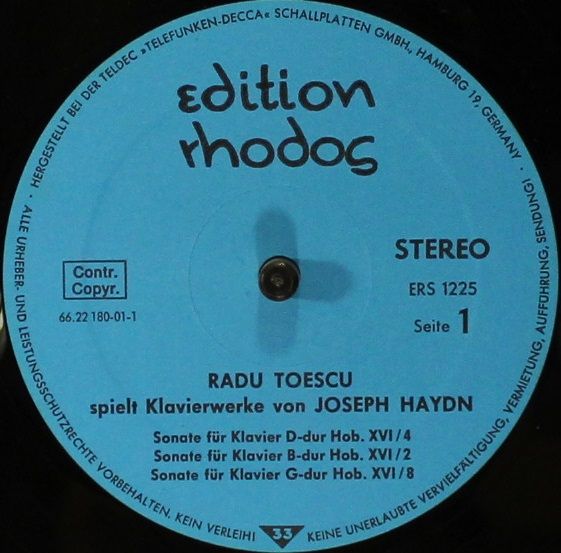 · HERGESTELLT BEI DER TELDEC »TELEFUNKEN-DECCA« SCHALLPLATTEN GMBH., HAMBURG 19, GERMANY ·
εdition
rhodos
STEREO
Contr.
Copyr.
ERS 1225
66.22 180-01-1
Seite 1
RADU TOESCU
spielt Klavierwerke von JOSEPH HAYDN
Sonate für Klavier D-dur Hob. XVI/4
Sonate für Klavier B-dur Hob. XVI/2
Sonate für Klavier G-dur Hob. XVI/8
ALLE URHEBER- UND LEISTUNGSSCHUTZRECHTE VORBEHALTEN. KEIN VERLEIH! KEINE UNERLAUBTE VERVIELFÄLTIGUNG, VERMIETUNG, AUFFÜHRUNG, SENDUNG!
33